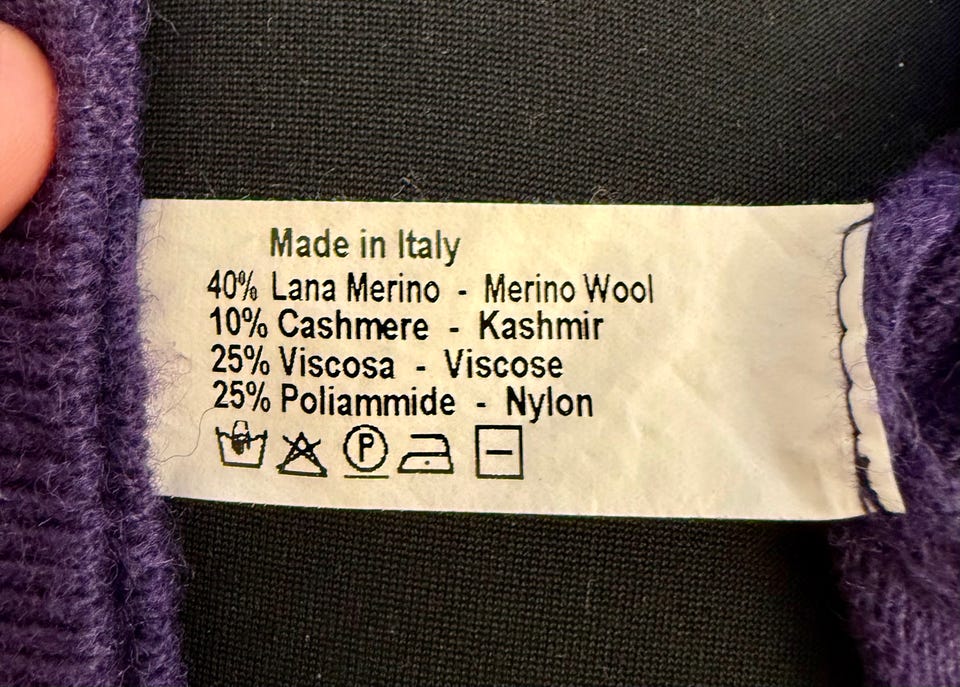 Made in Italy
40% Lana Merino - Merino Wool
10% Cashmere - Kashmir
25% Viscosa - Viscose
25% Poliammide - Nylon
P